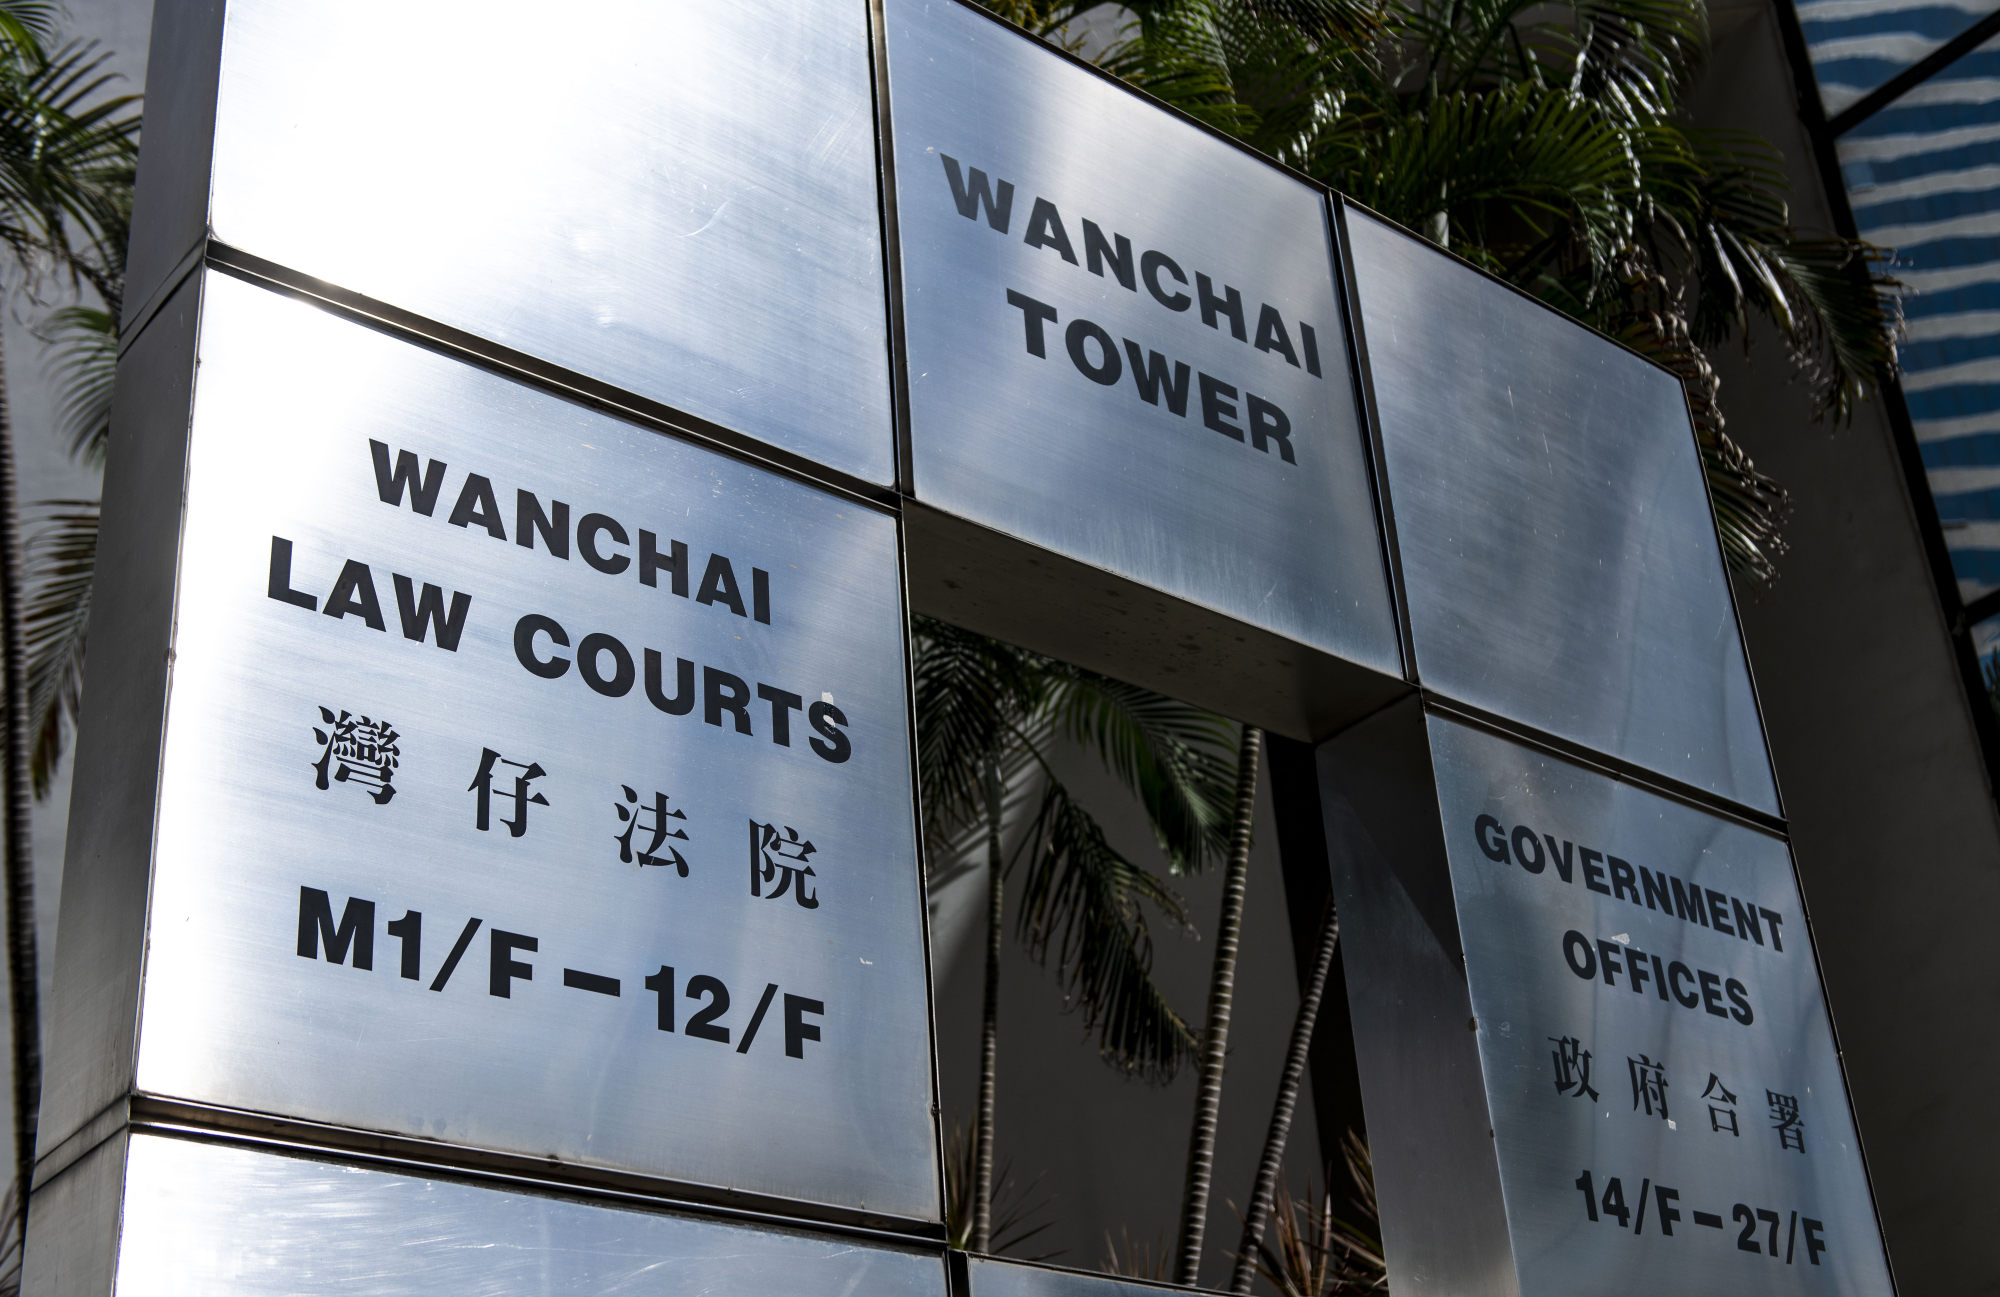 WANCHAI
TOWER
WANCHAI
LAW COURTS
灣仔法院
M1/F–12/F
GOVERNMENT
OFFICES
政府合署
14/F–27/F